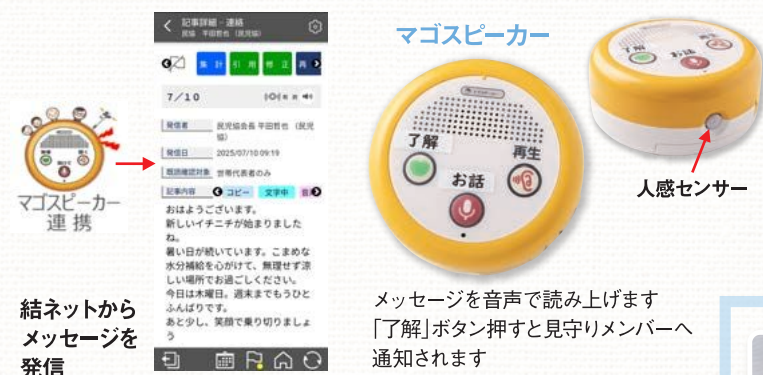 記事詳細 - 連絡
民協 平田哲也 (民児協)
集 計
引 用
修 正
再
7/10
発信者
民児協会長 平田哲也 (民児協)
発信日
2025/07/10 09:19
世帯代表者のみ
記事内容
コピー
文字中
おはようございます。
新しいイチニチが始まりました
ね。
暑い日が続いています。こまめな
水分補給を心がけて、無理せず涼
しい場所でお過ごしください。
今日は木曜日。週末までもうひと
ふんばりです。
あと少し、笑顔で乗り切りましょ
う
マゴスピーカー
連 携
結ネットから
メッセージを
発信
マゴスピーカー
了解
お話
再生
了解
お話
再生
人感センサー
メッセージを音声で読み上げます
「了解」ボタン押すと見守りメンバーへ
通知されます